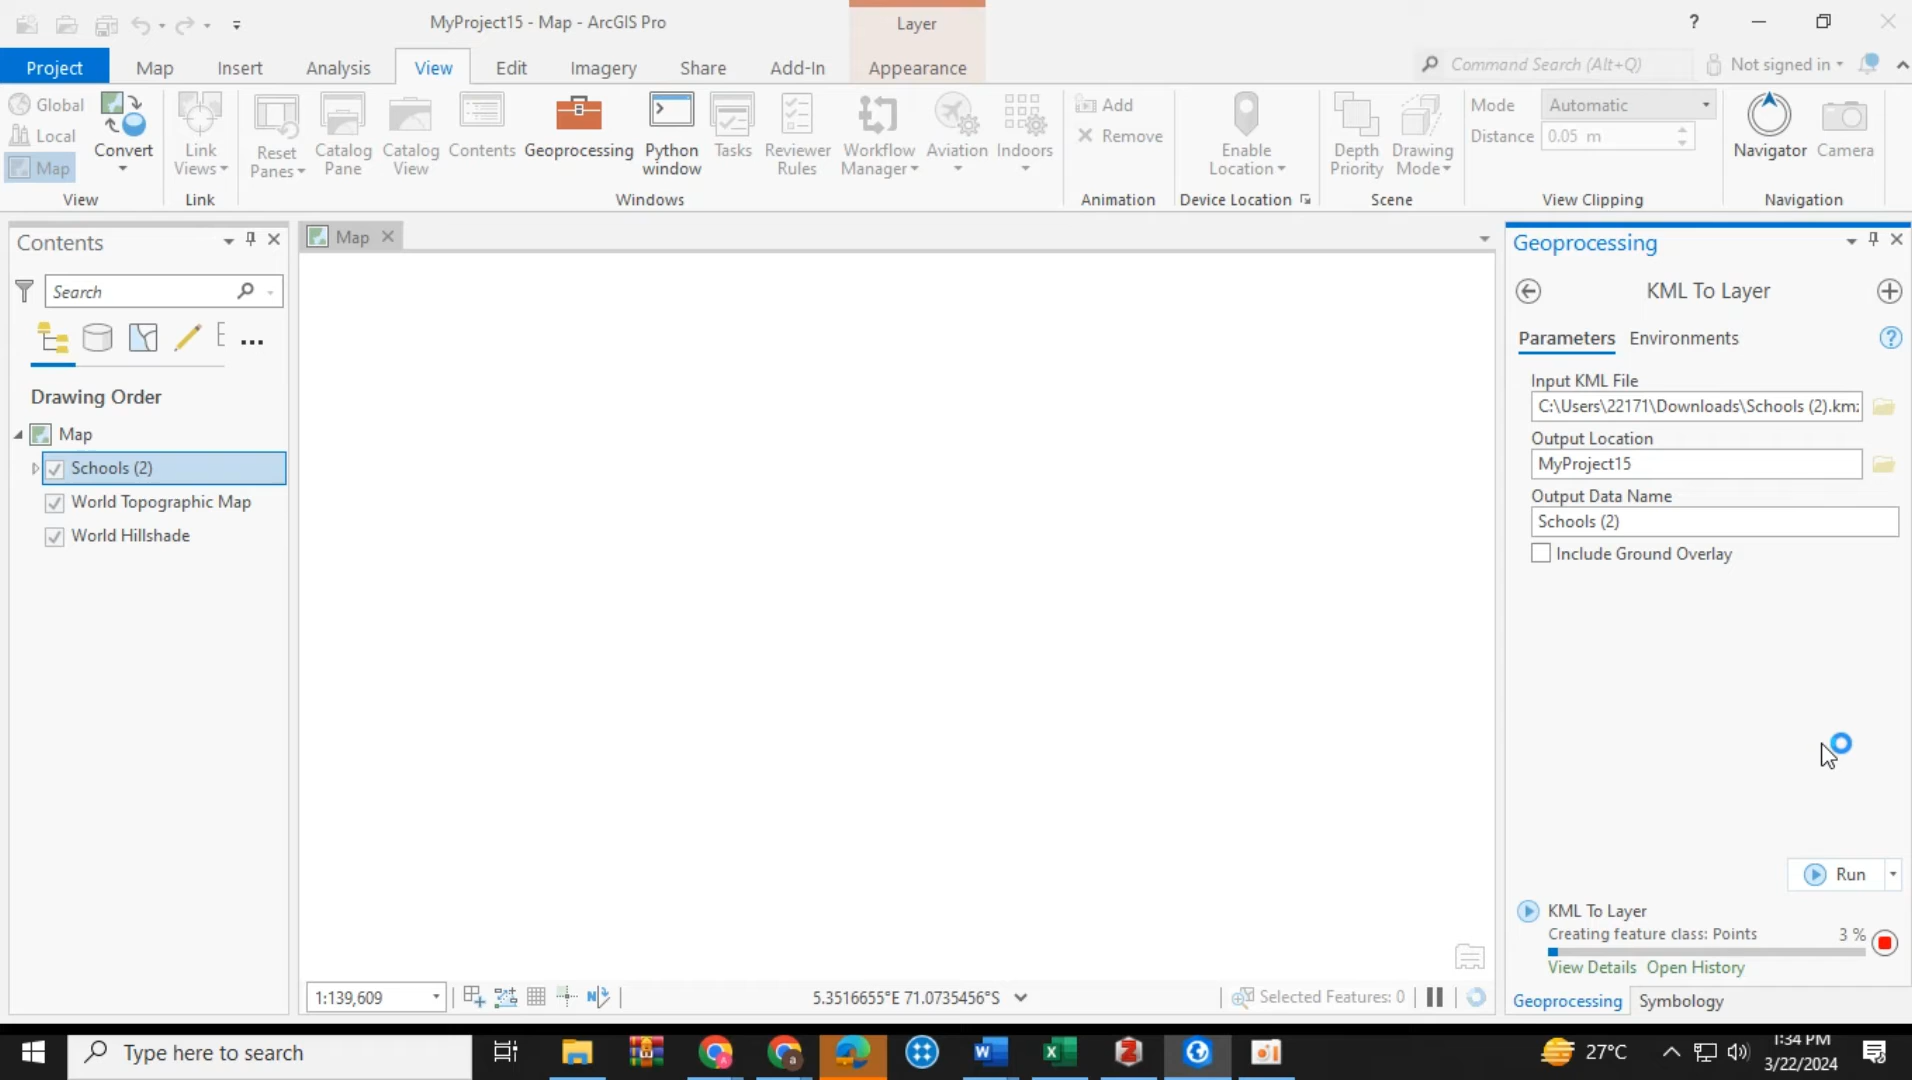 MyProject15 - Map - ArcGIS Pro
Layer
?
Project
Map
Insert
Analysis
View
Edit
Imagery
Share
Add-In
Appearance
Command Search (Alt+Q)
Not signed in
Global
Local
Map
Convert
Link
Views
Reset
Panes
Catalog
Pane
Catalog
View
Contents
Geoprocessing
Python
window
Tasks
Reviewer
Rules
Workflow
Manager
Aviation
Indoors
Add
Remove
Enable
Location
Depth
Priority
Drawing
Mode
Mode
Automatic
Distance
0.05 m
Navigator
Camera
View
Link
Windows
Animation
Device Location
Scene
View Clipping
Navigation
Contents
Search
Drawing Order
Map
Schools (2)
World Topographic Map
World Hillshade
Map
Geoprocessing
KML To Layer
Parameters
Environments
?
Input KML File
C:\Users\22171\Downloads\Schools (2).km
Output Location
MyProject15
Output Data Name
Schools (2)
Include Ground Overlay
Run
KML To Layer
Creating feature class: Points
3 %
View Details
Open History
1:139,609
5.3516655°E 71.0735456°S
Selected Features: 0
Geoprocessing
Symbology
Type here to search
27°C
1:34 PM
3/22/2024